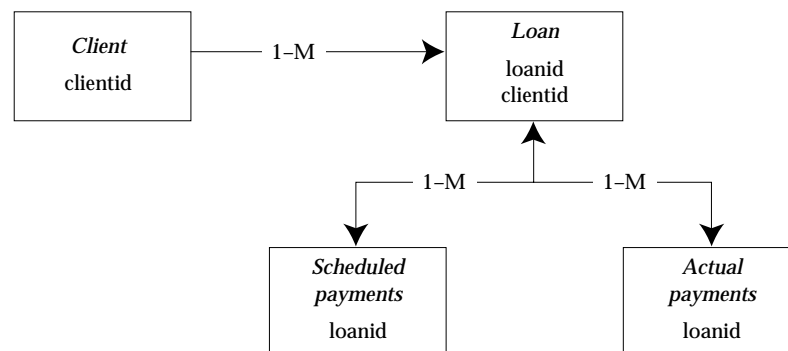 Client
clientid
1–M
Loan
loanid
clientid
1–M
1–M
Scheduled
payments
loanid
Actual
payments
loanid